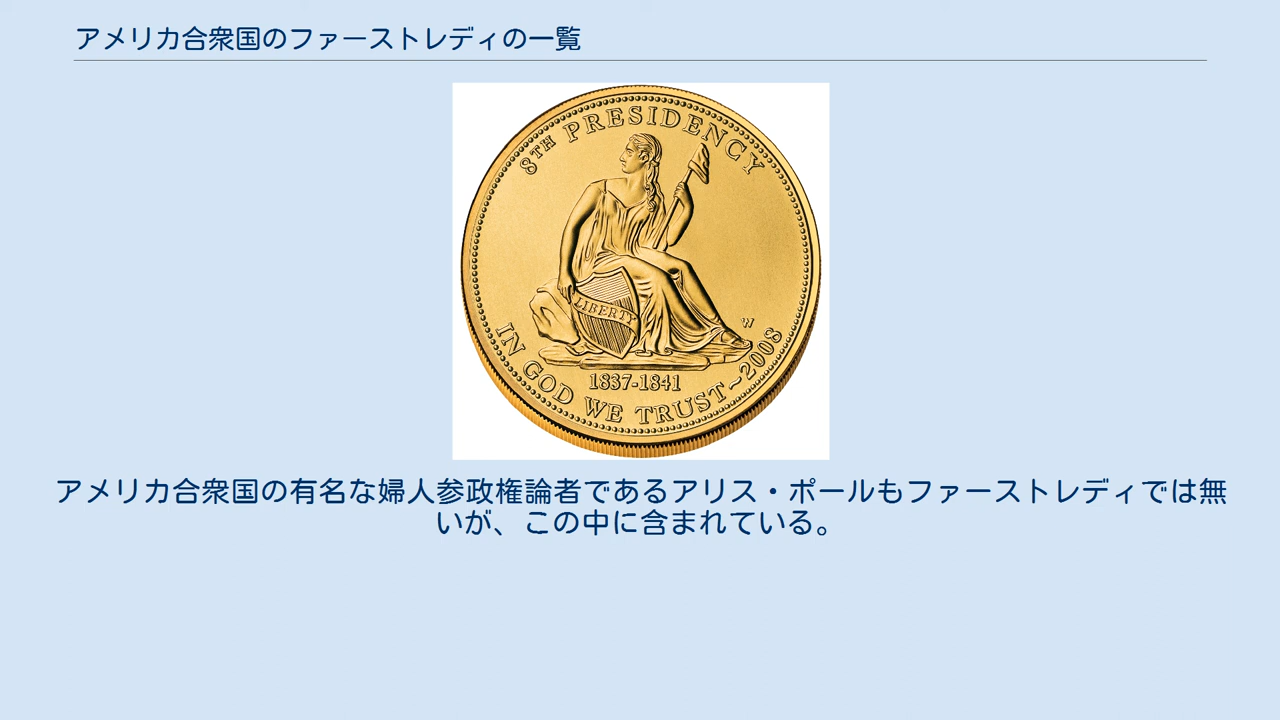 アメリカ合衆国のファーストレディの一覧
8TH PRESIDENCY
LIBERTY
W
1837-1841
IN GOD WE TRUST~2008
アメリカ合衆国の有名な婦人参政権論者であるアリス・ポールもファーストレディでは無
いが、この中に含まれている。